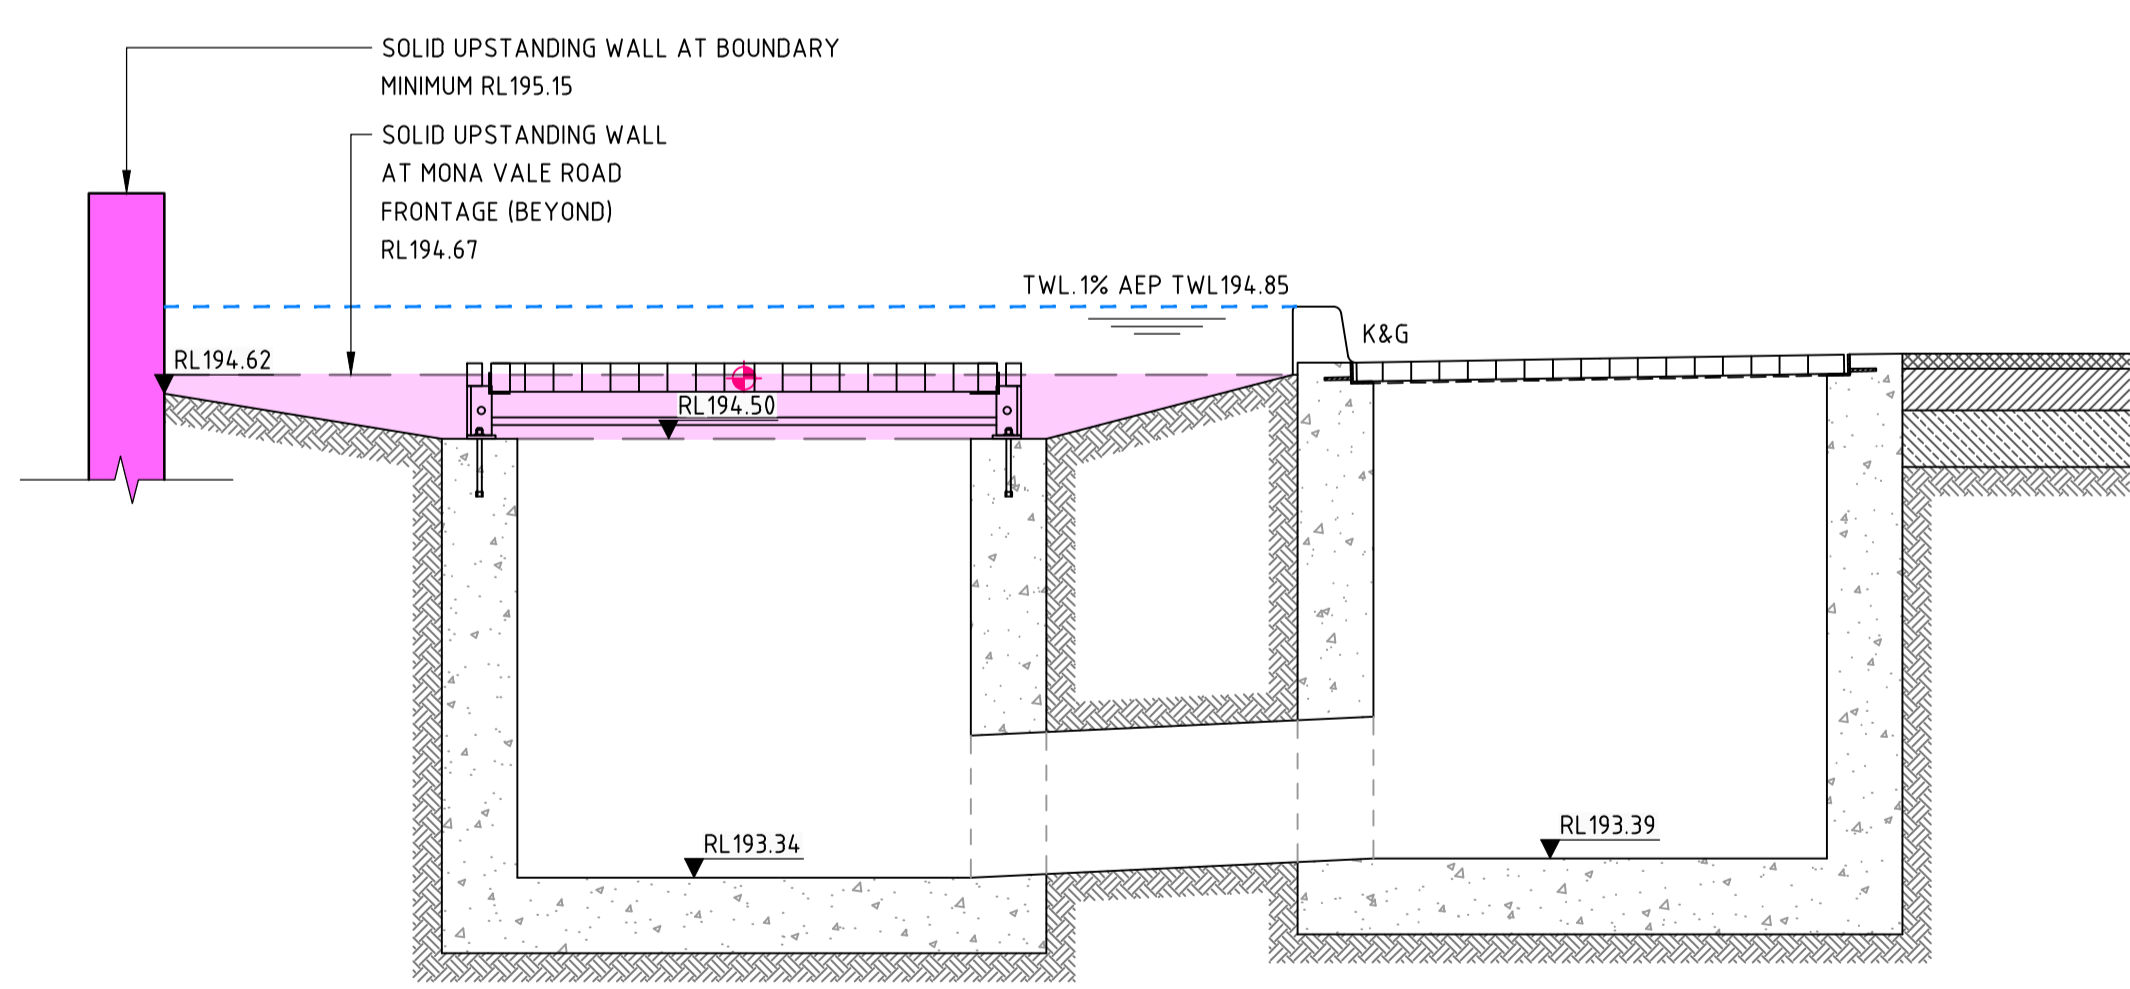 SOLID UPSTANDING WALL AT BOUNDARY
MINIMUM RL195.15
SOLID UPSTANDING WALL
AT MONA VALE ROAD
FRONTAGE (BEYOND)
RL194.67
TWL.1% AEP TWL194.85
K&G
RL194.62
RL194.50
RL193.34
RL193.39